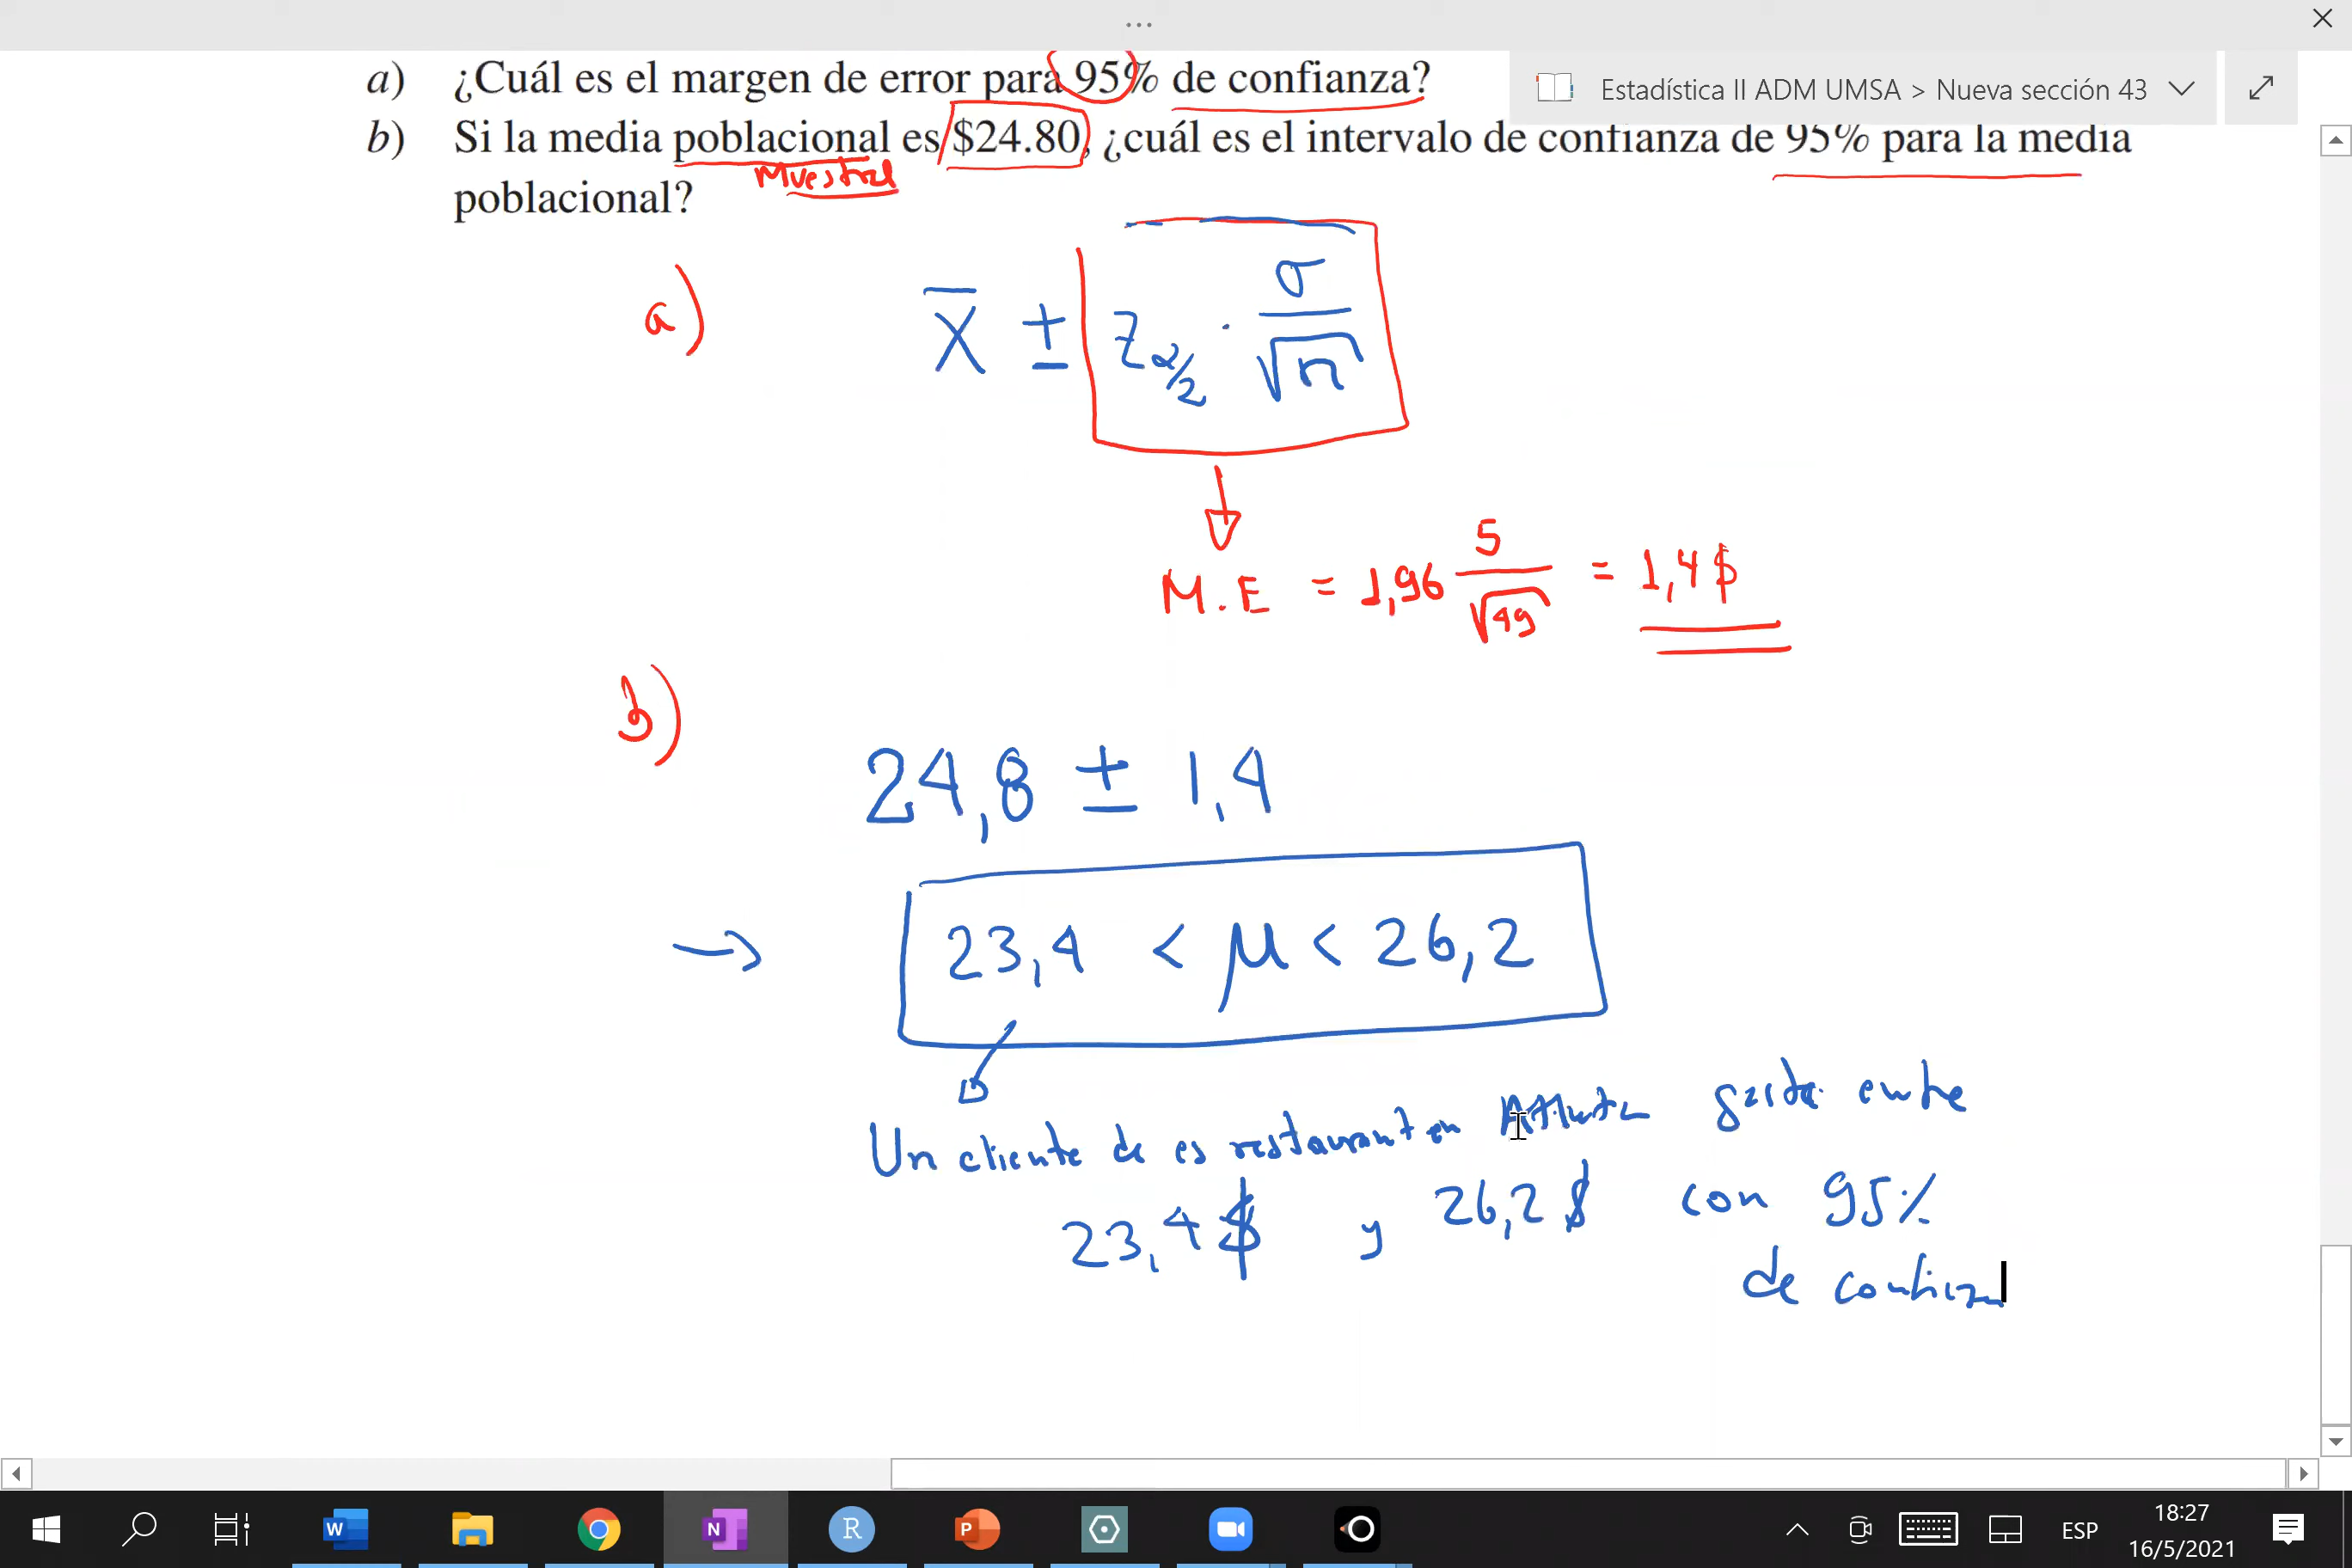 a) ¿Cuál es el margen de error para 95% de confianza?
Estadística II ADM UMSA > Nueva sección 43
b) Si la media poblacional es $24.80, ¿cuál es el intervalo de confianza de 95% para la media
Muestral
poblacional?
a) X̄ ± Z α/2 · σ/√n
M.E = 1,96 5/√49 = 1,4 $
b)
24,8 ± 1,4
→ 23,4 < μ < 26,2
Un cliente de es restaurant en Atlanta gasta entre
23,4 $ y 26,2 $ con 95%
de confianza
ESP
18:27
16/5/2021